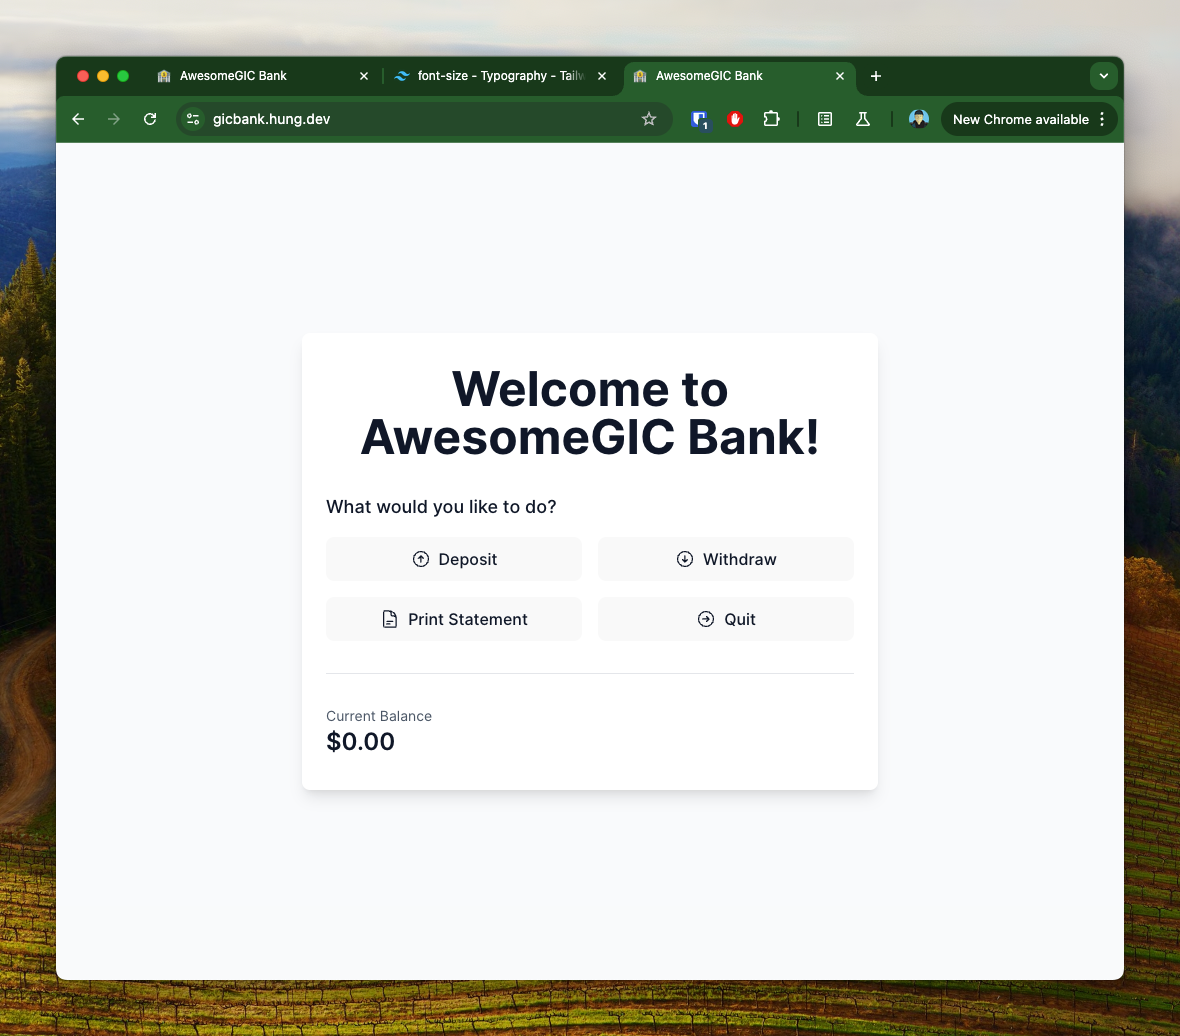 AwesomeGIC Bank
font-size - Typography - Tailw
AwesomeGIC Bank
gicbank.hung.dev
1
New Chrome available
Welcome to
AwesomeGIC Bank!
What would you like to do?
Deposit
Withdraw
Print Statement
Quit
Current Balance
$0.00